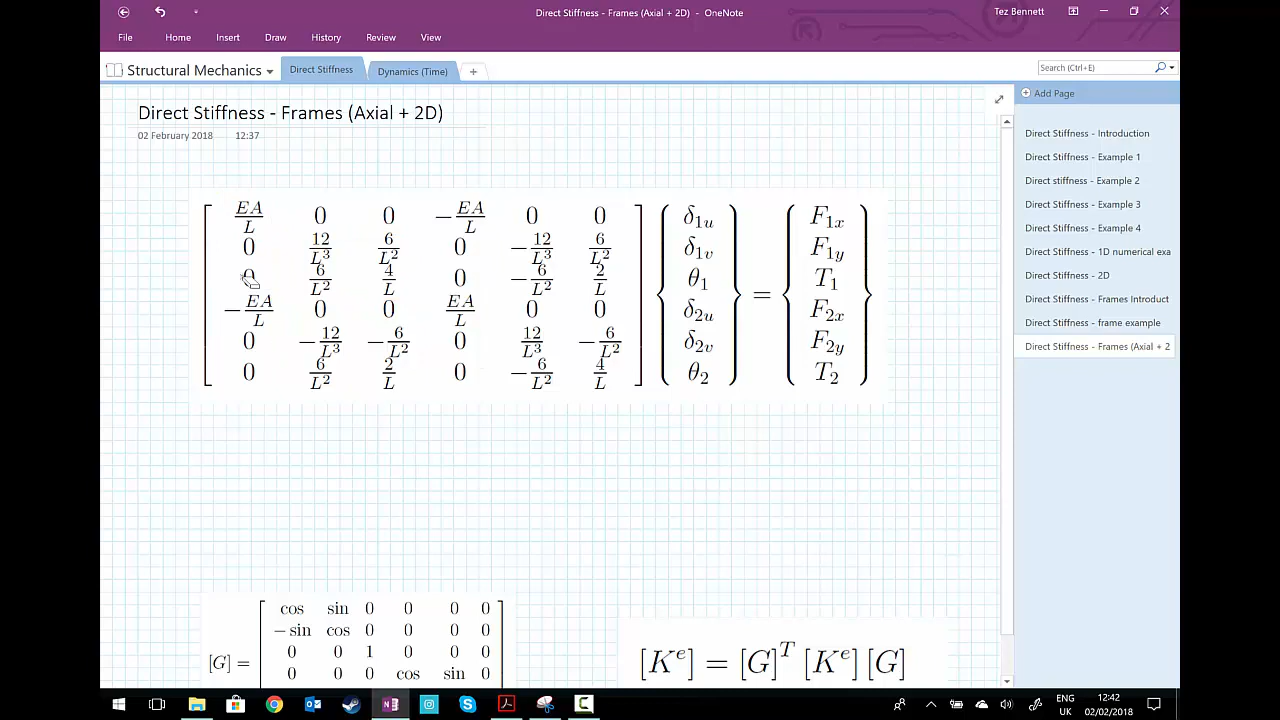 Direct Stiffness - Frames (Axial + 2D) - OneNote
Tez Bennett
File Home Insert Draw History Review View
Structural Mechanics Direct Stiffness Dynamics (Time) +
Search (Ctrl+E)
Add Page
Direct Stiffness - Frames (Axial + 2D)
02 February 2018 12:37
Direct Stiffness - Introduction
Direct Stiffness - Example 1
Direct stiffness - Example 2
Direct Stiffness - Example 3
Direct Stiffness - Example 4
Direct Stiffness - 1D numerical exa
Direct Stiffness - 2D
Direct Stiffness - Frames Introduct
Direct Stiffness - frame example
Direct Stiffness - Frames (Axial + 2
[ EA/L 0 0 −EA/L 0 0 ] { δ1u } = { F1x }
0 12/L³ 6/L² 0 −12/L³ 6/L² δ1v F1y
0 6/L² 4/L 0 −6/L² 2/L θ1 T1
−EA/L 0 0 EA/L 0 0 δ2u F2x
0 −12/L³ −6/L² 0 12/L³ −6/L² δ2v F2y
0 6/L² 2/L 0 −6/L² 4/L θ2 T2
[G] = [ cos sin 0 0 0 0
− sin cos 0 0 0 0
0 0 1 0 0 0
0 0 0 cos sin 0
[Kᵉ] = [G]ᵀ [Kᵉ] [G]
ENG
UK
12:42
02/02/2018